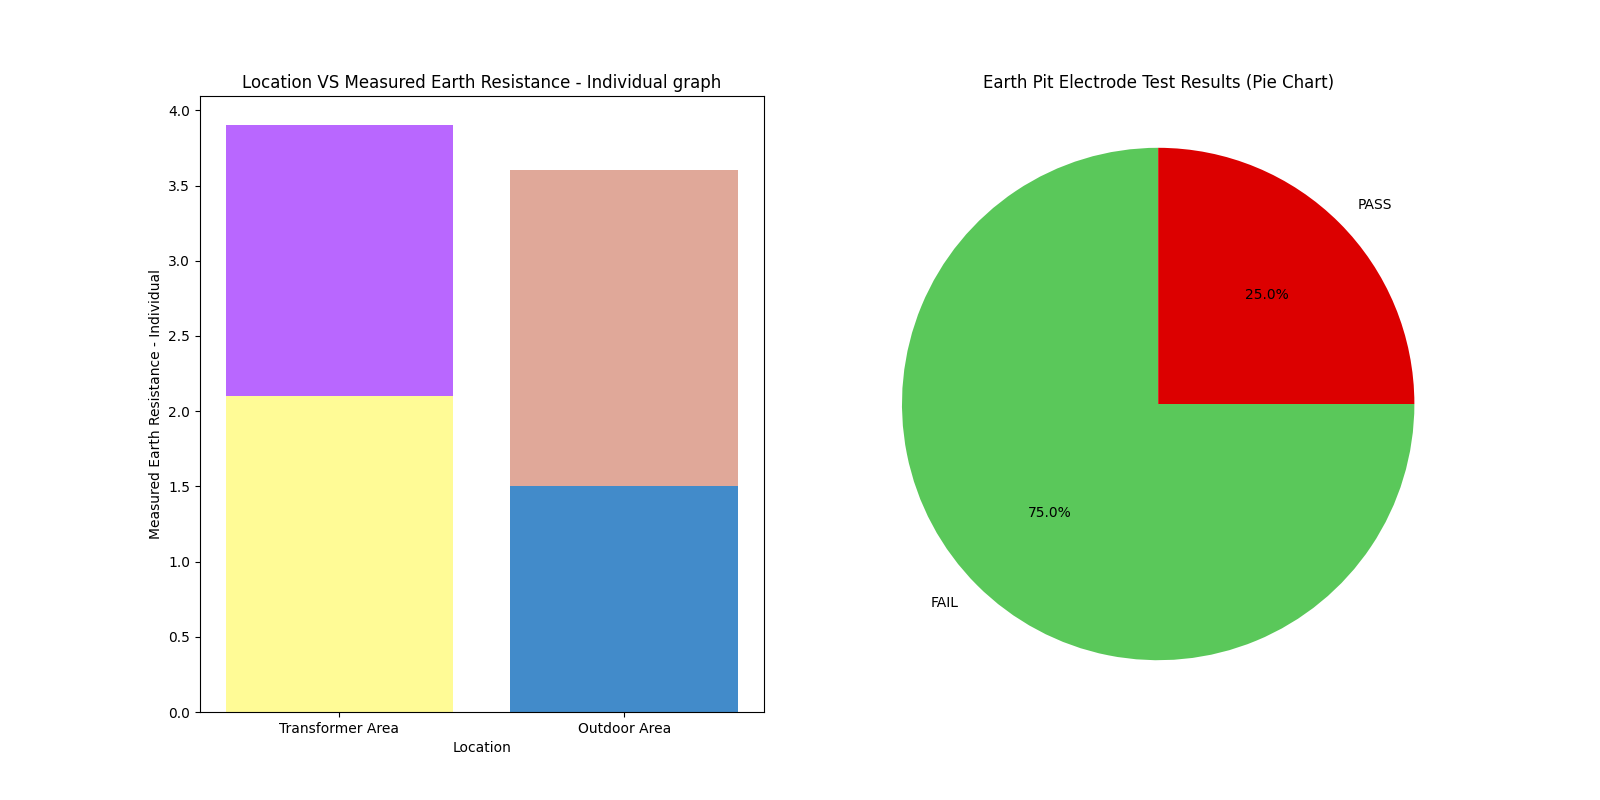 Location VS Measured Earth Resistance - Individual graph
Measured Earth Resistance - Individual
4.0
3.5
3.0
2.5
2.0
1.5
1.0
0.5
0.0
Transformer Area
Outdoor Area
Location
Earth Pit Electrode Test Results (Pie Chart)
PASS
25.0%
75.0%
FAIL